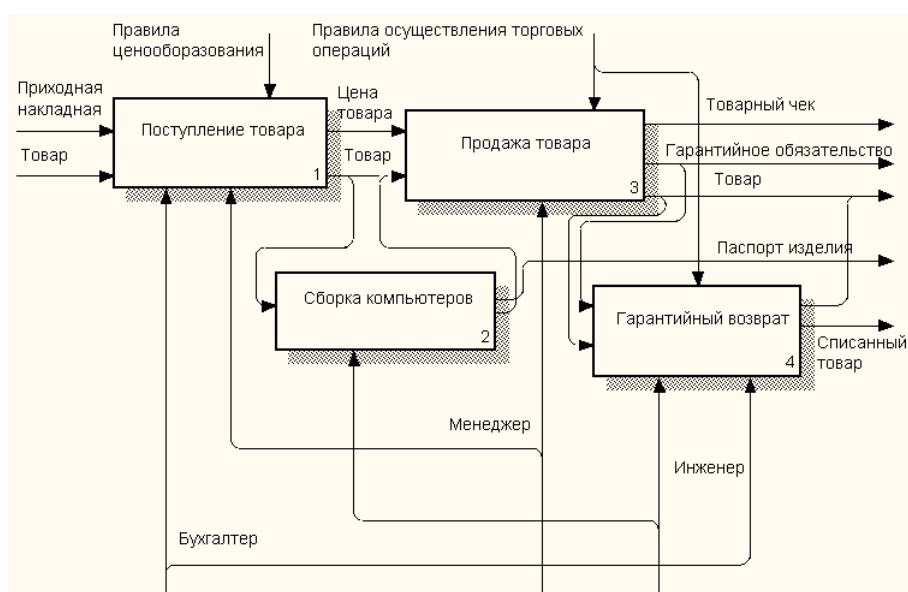 Правила
ценооборазования
Правила осуществления торговых
операций
Приходная
накладная
Цена
товара
Товарный чек
Поступление товара
1
Продажа товара
3
Товар
Товар
Гарантийное обязательство
Товар
Паспорт изделия
Сборка компьютеров
2
Гарантийный возврат
4
Списанный
товар
Менеджер
Инженер
Бухгалтер